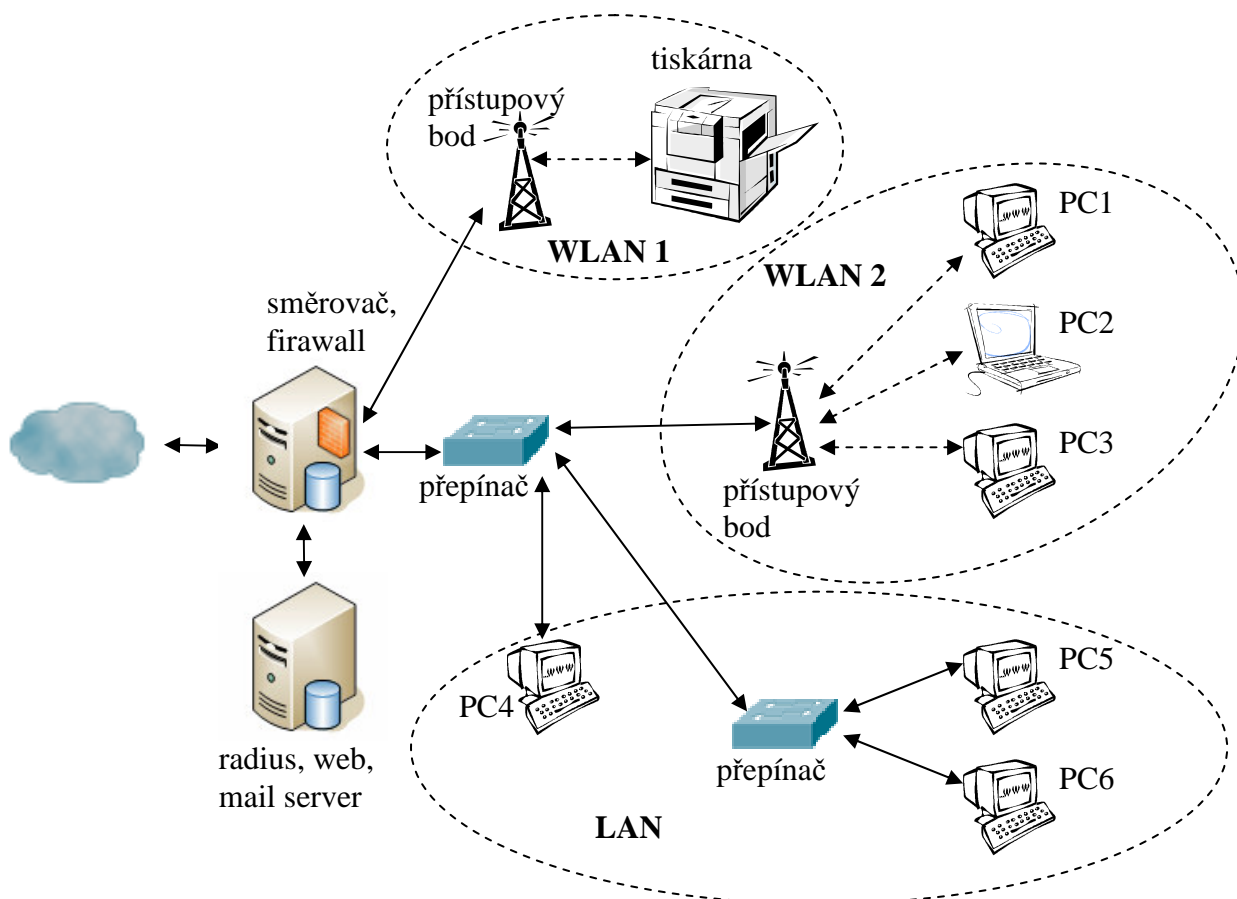 tiskárna
přístupový
bod
WLAN 1
PC1
WLAN 2
směrovač,
firawall
PC2
PC3
přepínač
přístupový
bod
PC4
PC5
přepínač
PC6
radius, web,
mail server
LAN